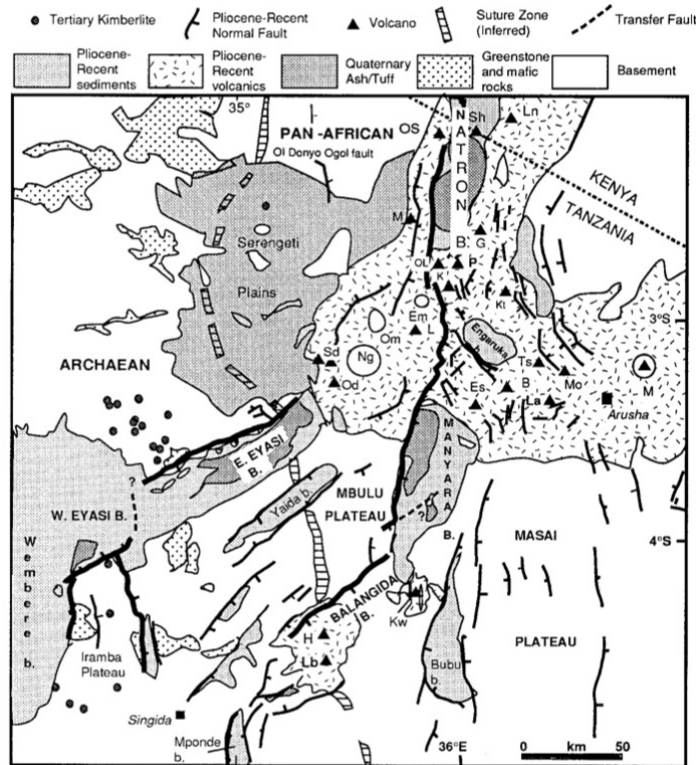 Tertiary Kimberlite
Pliocene-Recent
Normal Fault
Volcano
Suture Zone
(Inferred)
Transfer Fault
Pliocene-
Recent
sediments
Pliocene-
Recent
volcanics
Quaternary
Ash/Tuff
Greenstone
and mafic
rocks
Basement
35°
PAN -AFRICAN
OS
Ol Donyo Ogol fault
NATRON B.
Sh
Ln
KENYA
TANZANIA
M
G
Serengeti
Plains
OL
K
P
Em
L
Om
Kt
3°S
Engaruka
b.
ARCHAEAN
Sd
Ng
Od
Ts
Es
B
La
Mo
M
Arusha
E. EYASI
B.
MANYARA B.
?
W. EYASI B.
Yaida b.
MBULU
PLATEAU
?
MASAI
4°S
Wembere b.
BALANGIDA
B.
Kw
H
Lb
Iramba
Plateau
PLATEAU
Bubu
b.
Singida
Mponde
b.
36°E
0 km 50